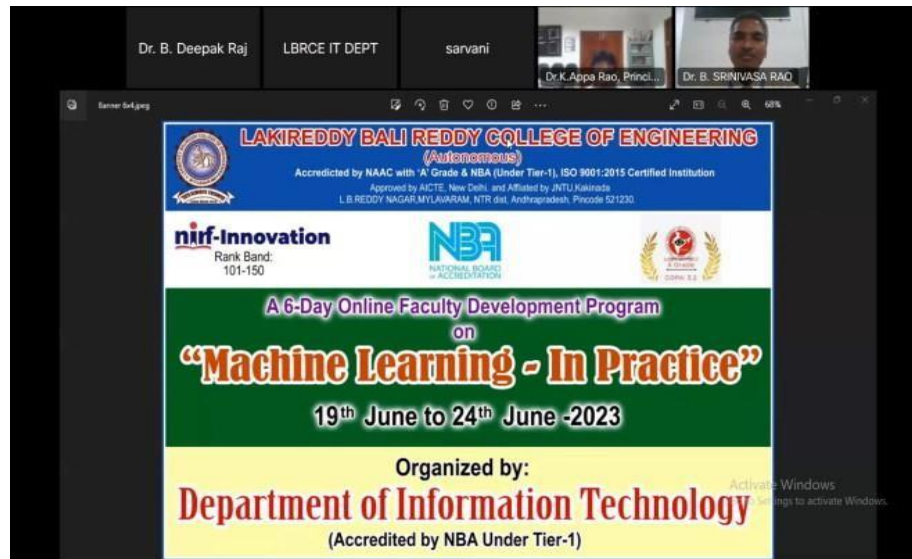 Dr. B. Deepak Raj
LBRCE IT DEPT
sarvani
Dr.K.Appa Rao, Princi...
Dr. B. SRINIVASA RAO
Banner 6x4.jpeg
68%
LAKIREDDY BALI REDDY COLLEGE OF ENGINEERING
(Autonomous)
Accredicted by NAAC with 'A' Grade & NBA (Under Tier-1), ISO 9001:2015 Certified Institution
Approved by AICTE, New Delhi. and Affliated by JNTU,Kakinada
L.B.REDDY NAGAR,MYLAVARAM, NTR dist, Andhrapradesh, Pincode 521230.
nirf-Innovation
Rank Band:
101-150
NBA
NATIONAL BOARD
of ACCREDITATION
A Grade
CGPA: 3.2
A 6-Day Online Faculty Development Program
on
“Machine Learning - In Practice”
19th June to 24th June -2023
Organized by:
Department of Information Technology
(Accredited by NBA Under Tier-1)
Activate Windows
Go to Settings to activate Windows.